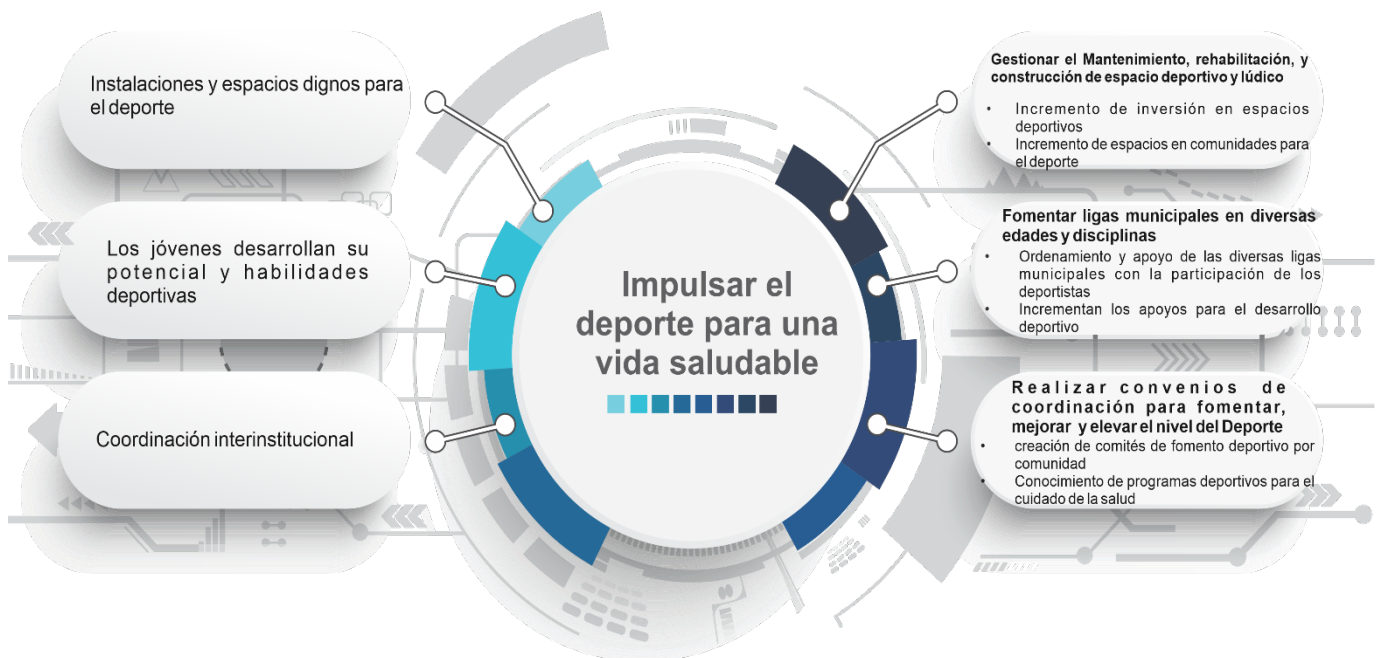 Instalaciones y espacios dignos para
el deporte
Los jóvenes desarrollan su
potencial y habilidades
deportivas
Coordinación interinstitucional
Impulsar el
deporte para una
vida saludable
Gestionar el Mantenimiento, rehabilitación, y
construcción de espacio deportivo y lúdico
• Incremento de inversión en espacios
deportivos
• Incremento de espacios en comunidades para
el deporte
Fomentar ligas municipales en diversas
edades y disciplinas
• Ordenamiento y apoyo de las diversas ligas
municipales con la participación de los
deportistas
• Incrementan los apoyos para el desarrollo
deportivo
Realizar convenios de
coordinación para fomentar,
mejorar y elevar el nivel del Deporte
• creación de comités de fomento deportivo por
comunidad
• Conocimiento de programas deportivos para el
cuidado de la salud